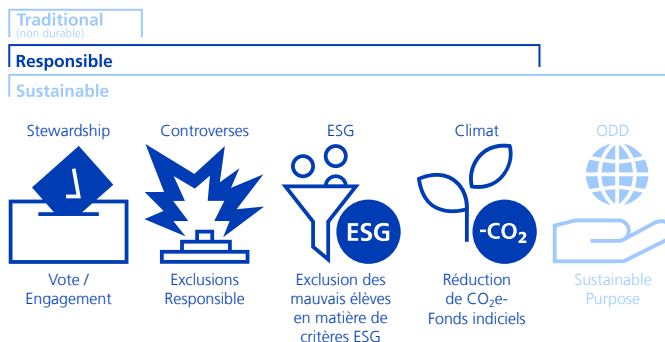 Traditional
(non durable)
Responsible
Sustainable
Stewardship
Controverses
ESG
Climat
ODD
ESG
-CO₂
Vote /
Engagement
Exclusions
Responsible
Exclusion des
mauvais élèves
en matière de
critères ESG
Réduction
de CO₂e-
Fonds indiciels
Sustainable
Purpose